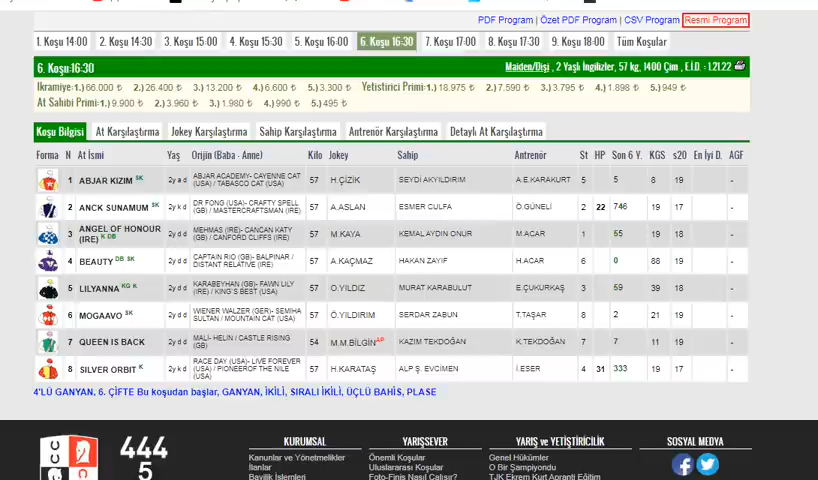 PDF Program | Özet PDF Program | CSV Program Resmi Program
1. Koşu 14:00 2. Koşu 14:30 3. Koşu 15:00 4. Koşu 15:30 5. Koşu 16:00 6. Koşu 16:30 7. Koşu 17:00 8. Koşu 17:30 9. Koşu 18:00 Tüm Koşular
6. Koşu:16:30 Maiden/Dişi , 2 Yaşlı İngilizler, 57 kg, 1400 Çim , E.İ.D. : 1.21.22
Ikramiye: 1.) 66.000 ₺ 2.) 26.400 ₺ 3.) 13.200 ₺ 4.) 6.600 ₺ 5.) 3.300 ₺ Yetistirici Primi: 1.) 18.975 ₺ 2.) 7.590 ₺ 3.) 3.795 ₺ 4.) 1.898 ₺ 5.) 949 ₺
At Sahibi Primi: 1.) 9.900 ₺ 2.) 3.960 ₺ 3.) 1.980 ₺ 4.) 990 ₺ 5.) 495 ₺
Koşu Bilgisi At Karşılaştırma Jokey Karşılaştırma Sahip Karşılaştırma Antrenör Karşılaştırma Detaylı At Karşılaştırma
Forma N At İsmi Yaş Orijin (Baba - Anne) Kilo Jokey Sahip Antrenör St HP Son 6 Y. KGS s20 En İyi D. AGF
1 ABJAR KIZIM SK 2y a d ABJAR ACADEMY- CAYENNE CAT (USA) / TABASCO CAT (USA) 57 H.ÇİZİK SEYDİ AKYILDIRIM A.E.KARAKURT 5 5 8 19 -
2 ANCK SUNAMUM SK 2y k d DR FONG (USA)- CRAFTY SPELL (GB) / MASTERCRAFTSMAN (IRE) 57 A.ASLAN ESMER CULFA Ö.GÜNELİ 2 22 746 19 17 -
3 ANGEL OF HONOUR (IRE) K DB 2y d d MEHMAS (IRE)- CANCAN KATY (GB) / CANFORD CLIFFS (IRE) 57 M.KAYA KEMAL AYDIN ONUR M.ACAR 1 55 19 18 -
4 BEAUTY DB SK 2y d d CAPTAIN RIO (GB)- BALPINAR / DISTANT RELATIVE (IRE) 57 A.KAÇMAZ HAKAN ZAYIF H.ACAR 6 0 88 19 -
5 LILYANNA KG K 2y d d KARABEYHAN (GB)- FAWN LILY (IRE) / KING'S BEST (USA) 57 O.YILDIZ MURAT KARABULUT E.ÇUKURKAŞ 3 59 39 18 -
6 MOGAAVO SK 2y d d WIENER WALZER (GER)- SEMIHA SULTAN / MOUNTAIN CAT (USA) 57 Ö.YILDIRIM SERDAR ZABUN T.TAŞAR 8 2 21 19 -
7 QUEEN IS BACK 2y d d MALI- HELIN / CASTLE RISING (GB) 54 M.M.BİLGİN AP KAZIM TEKDOĞAN K.TEKDOĞAN 7 7 11 19 -
8 SILVER ORBIT K 2y k d RACE DAY (USA)- LIVE FOREVER (USA) / PIONEEROF THE NILE (USA) 57 H.KARATAŞ ALP Ş. EVCİMEN İ.ESER 4 31 333 19 17 -
4'LÜ GANYAN, 6. ÇİFTE Bu koşudan başlar, GANYAN, İKİLİ, SIRALI İKİLİ, ÜÇLÜ BAHİS, PLASE
444
5
KURUMSAL YARIŞSEVER YARIŞ ve YETİŞTİRİCİLİK SOSYAL MEDYA
Kanunlar ve Yönetmelikler Önemli Koşular Genel Hükümler
İlanlar Uluslararası Koşular O Bir Şampiyondu
Bayilik İşlemleri Foto-Finiş Nasıl Çalışır? TJK Ekrem Kurt Apranti Eğitim